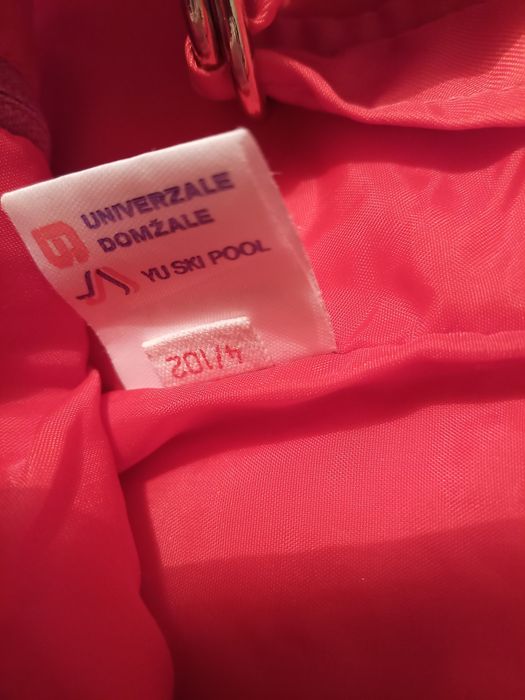 UNIVERZALE
DOMŽALE
YU SKI POOL
4/102